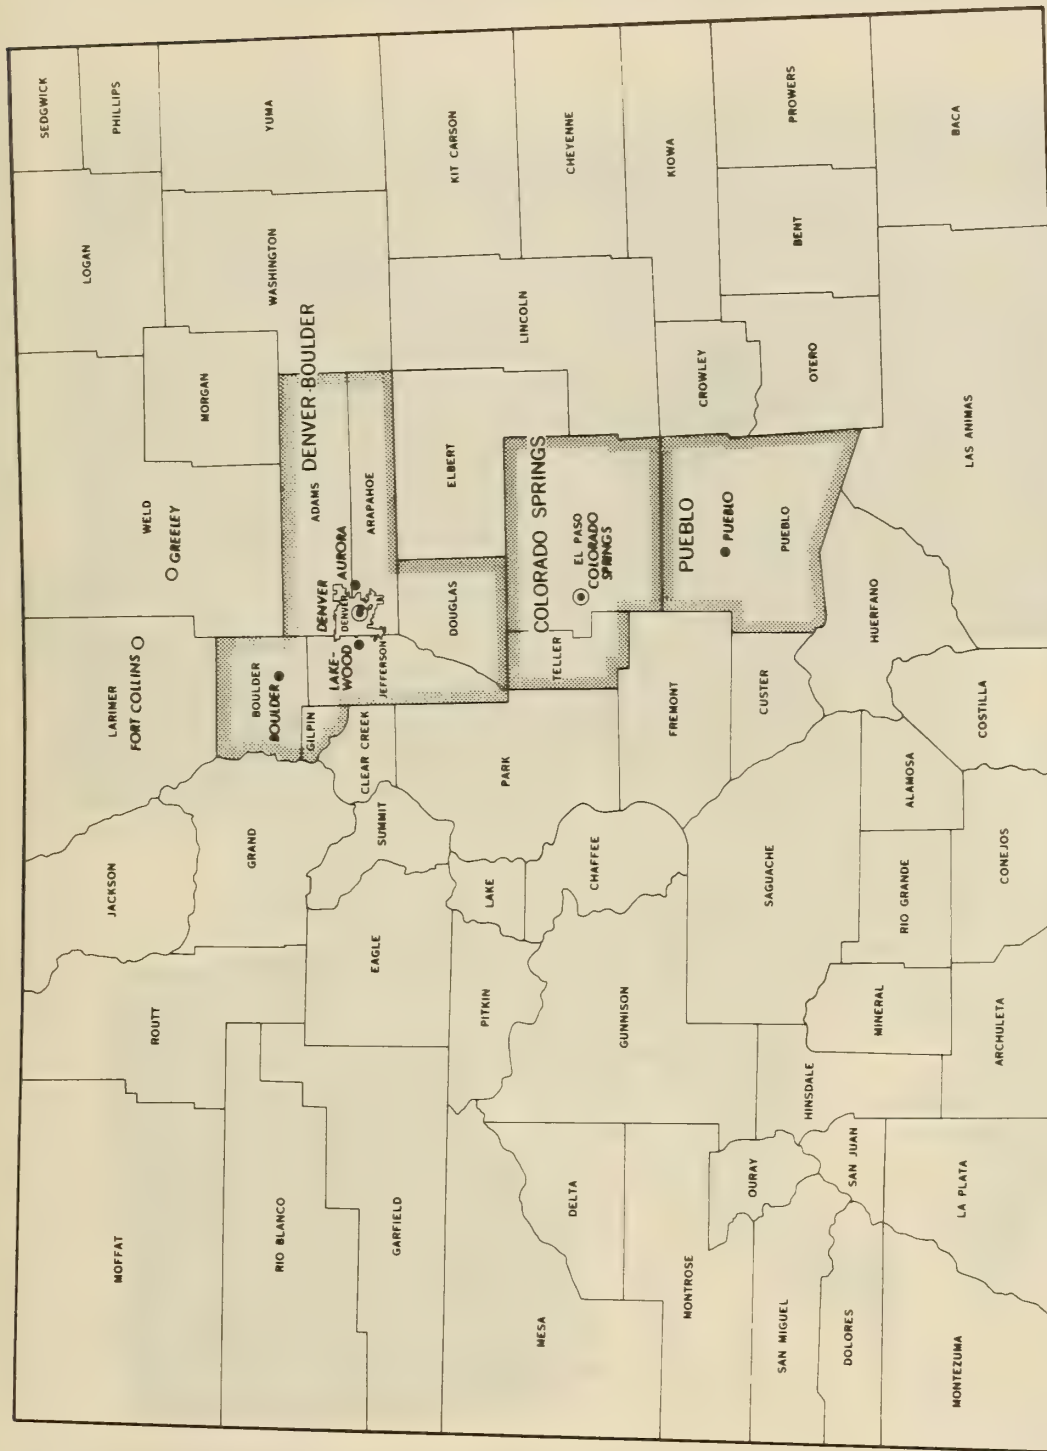 MOFFAT
ROUTT
JACKSON
LARIMER
FORT COLLINS
WELD
GREELEY
LOGAN
SEDGWICK
PHILLIPS
MORGAN
WASHINGTON
YUMA
RIO BLANCO
GRAND
BOULDER
BOULDER
GILPIN
ADAMS
DENVER-BOULDER
GARFIELD
EAGLE
SUMMIT
CLEAR CREEK
LAKE-
WOOD
JEFFERSON
DENVER
DENVER
AURORA
ARAPAHOE
MESA
PITKIN
LAKE
PARK
DOUGLAS
ELBERT
LINCOLN
KIT CARSON
DELTA
GUNNISON
CHAFFEE
TELLER
COLORADO SPRINGS
EL PASO
COLORADO
SPRINGS
CHEYENNE
MONTROSE
OURAY
SAGUACHE
FREMONT
CUSTER
PUEBLO
PUEBLO
PUEBLO
CROWLEY
KIOWA
SAN MIGUEL
HINSDALE
OTERO
BENT
PROWERS
DOLORES
SAN JUAN
MINERAL
RIO GRANDE
ALAMOSA
HUERFANO
MONTEZUMA
LA PLATA
ARCHULETA
CONEJOS
COSTILLA
LAS ANIMAS
BACA